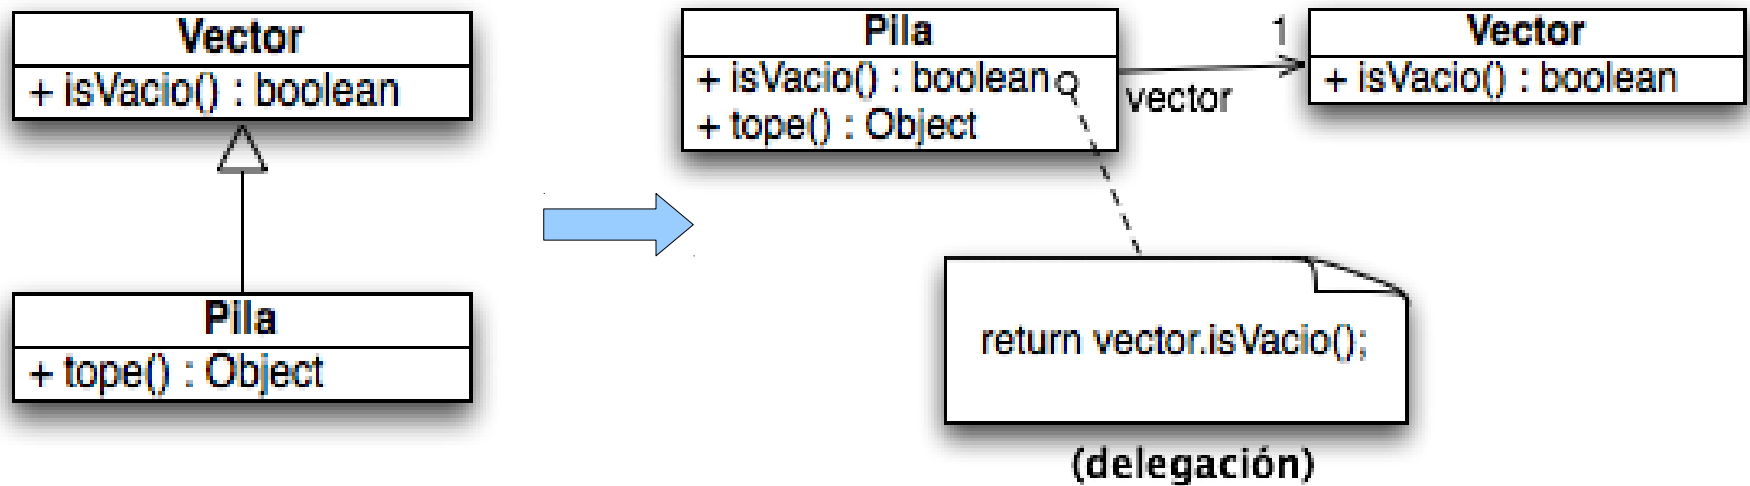 Vector
+ isVacio() : boolean
Pila
+ tope() : Object
Pila
+ isVacio() : boolean
+ tope() : Object
1
vector
Vector
+ isVacio() : boolean
return vector.isVacio();
(delegación)